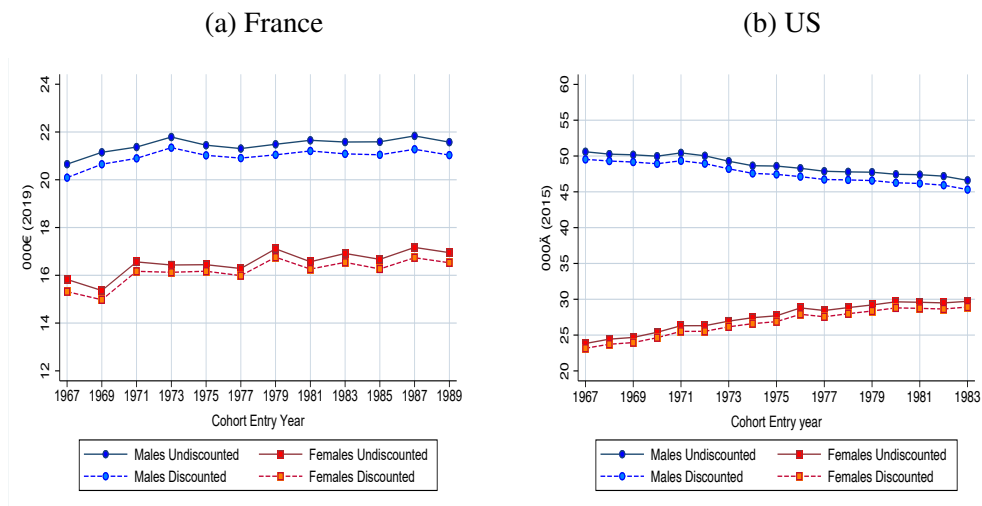 (a) France
000€ (2019)
24
22
20
18
16
14
12
1967 1969 1971 1973 1975 1977 1979 1981 1983 1985 1987 1989
Cohort Entry Year
Males Undiscounted Females Undiscounted
Males Discounted Females Discounted
(b) US
000Ä (2015)
60
55
50
45
40
35
30
25
20
1967 1969 1971 1973 1975 1977 1979 1981 1983
Cohort Entry year
Males Undiscounted Females Undiscounted
Males Discounted Females Discounted